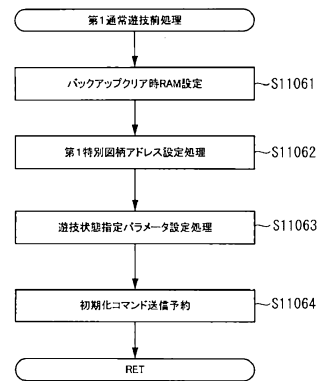 第1通常遊技前処理
バックアップクリア時RAM設定
S11061
第1特別図柄アドレス設定処理
S11062
遊技状態指定パラメータ設定処理
S11063
初期化コマンド送信予約
S11064
RET